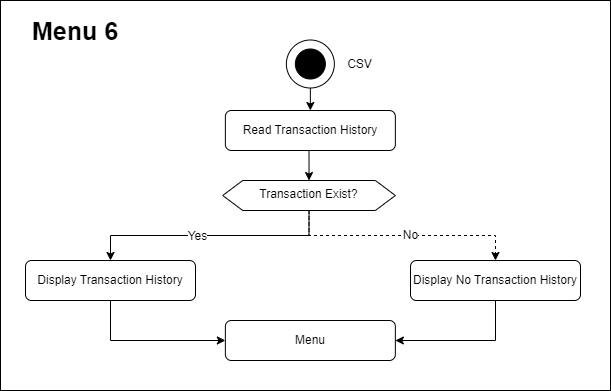 Menu 6
CSV
Read Transaction History
Transaction Exist?
Yes
No
Display Transaction History
Display No Transaction History
Menu